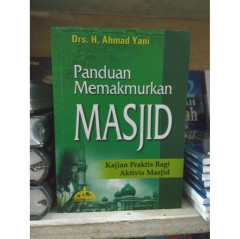 Drs. H. Ahmad Yani
Panduan
Memakmurkan
MASJID
Kajian Praktis Bagi
Aktivis Masjid